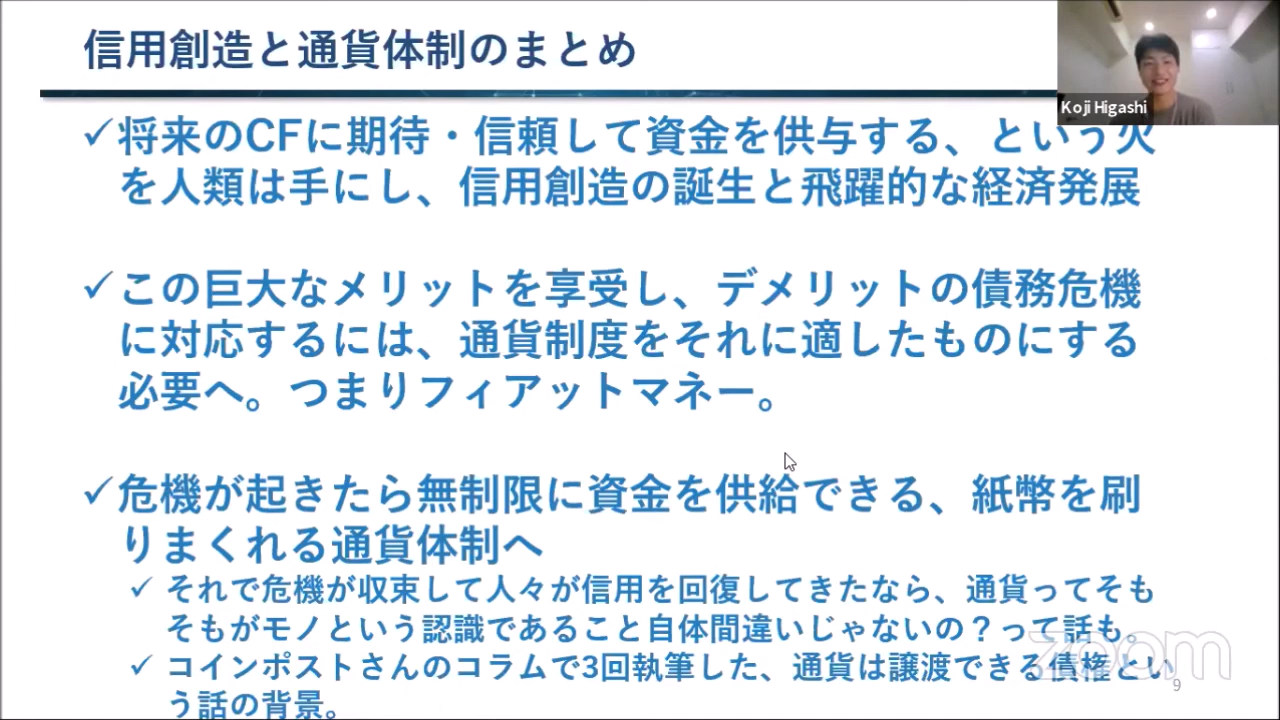 信用創造と通貨体制のまとめ
Koji Higashi
✓将来のCFに期待・信頼して資金を供与する、という火
を人類は手にし、信用創造の誕生と飛躍的な経済発展
✓この巨大なメリットを享受し、デメリットの債務危機
に対応するには、通貨制度をそれに適したものにする
必要へ。つまりフィアットマネー。
✓危機が起きたら無制限に資金を供給できる、紙幣を刷
りまくれる通貨体制へ
✓ それで危機が収束して人々が信用を回復してきたなら、通貨ってそも
そもがモノという認識であること自体間違いじゃないの？って話も。
✓ コインポストさんのコラムで3回執筆した、通貨は譲渡できる債権とい
う話の背景。
zoom
9